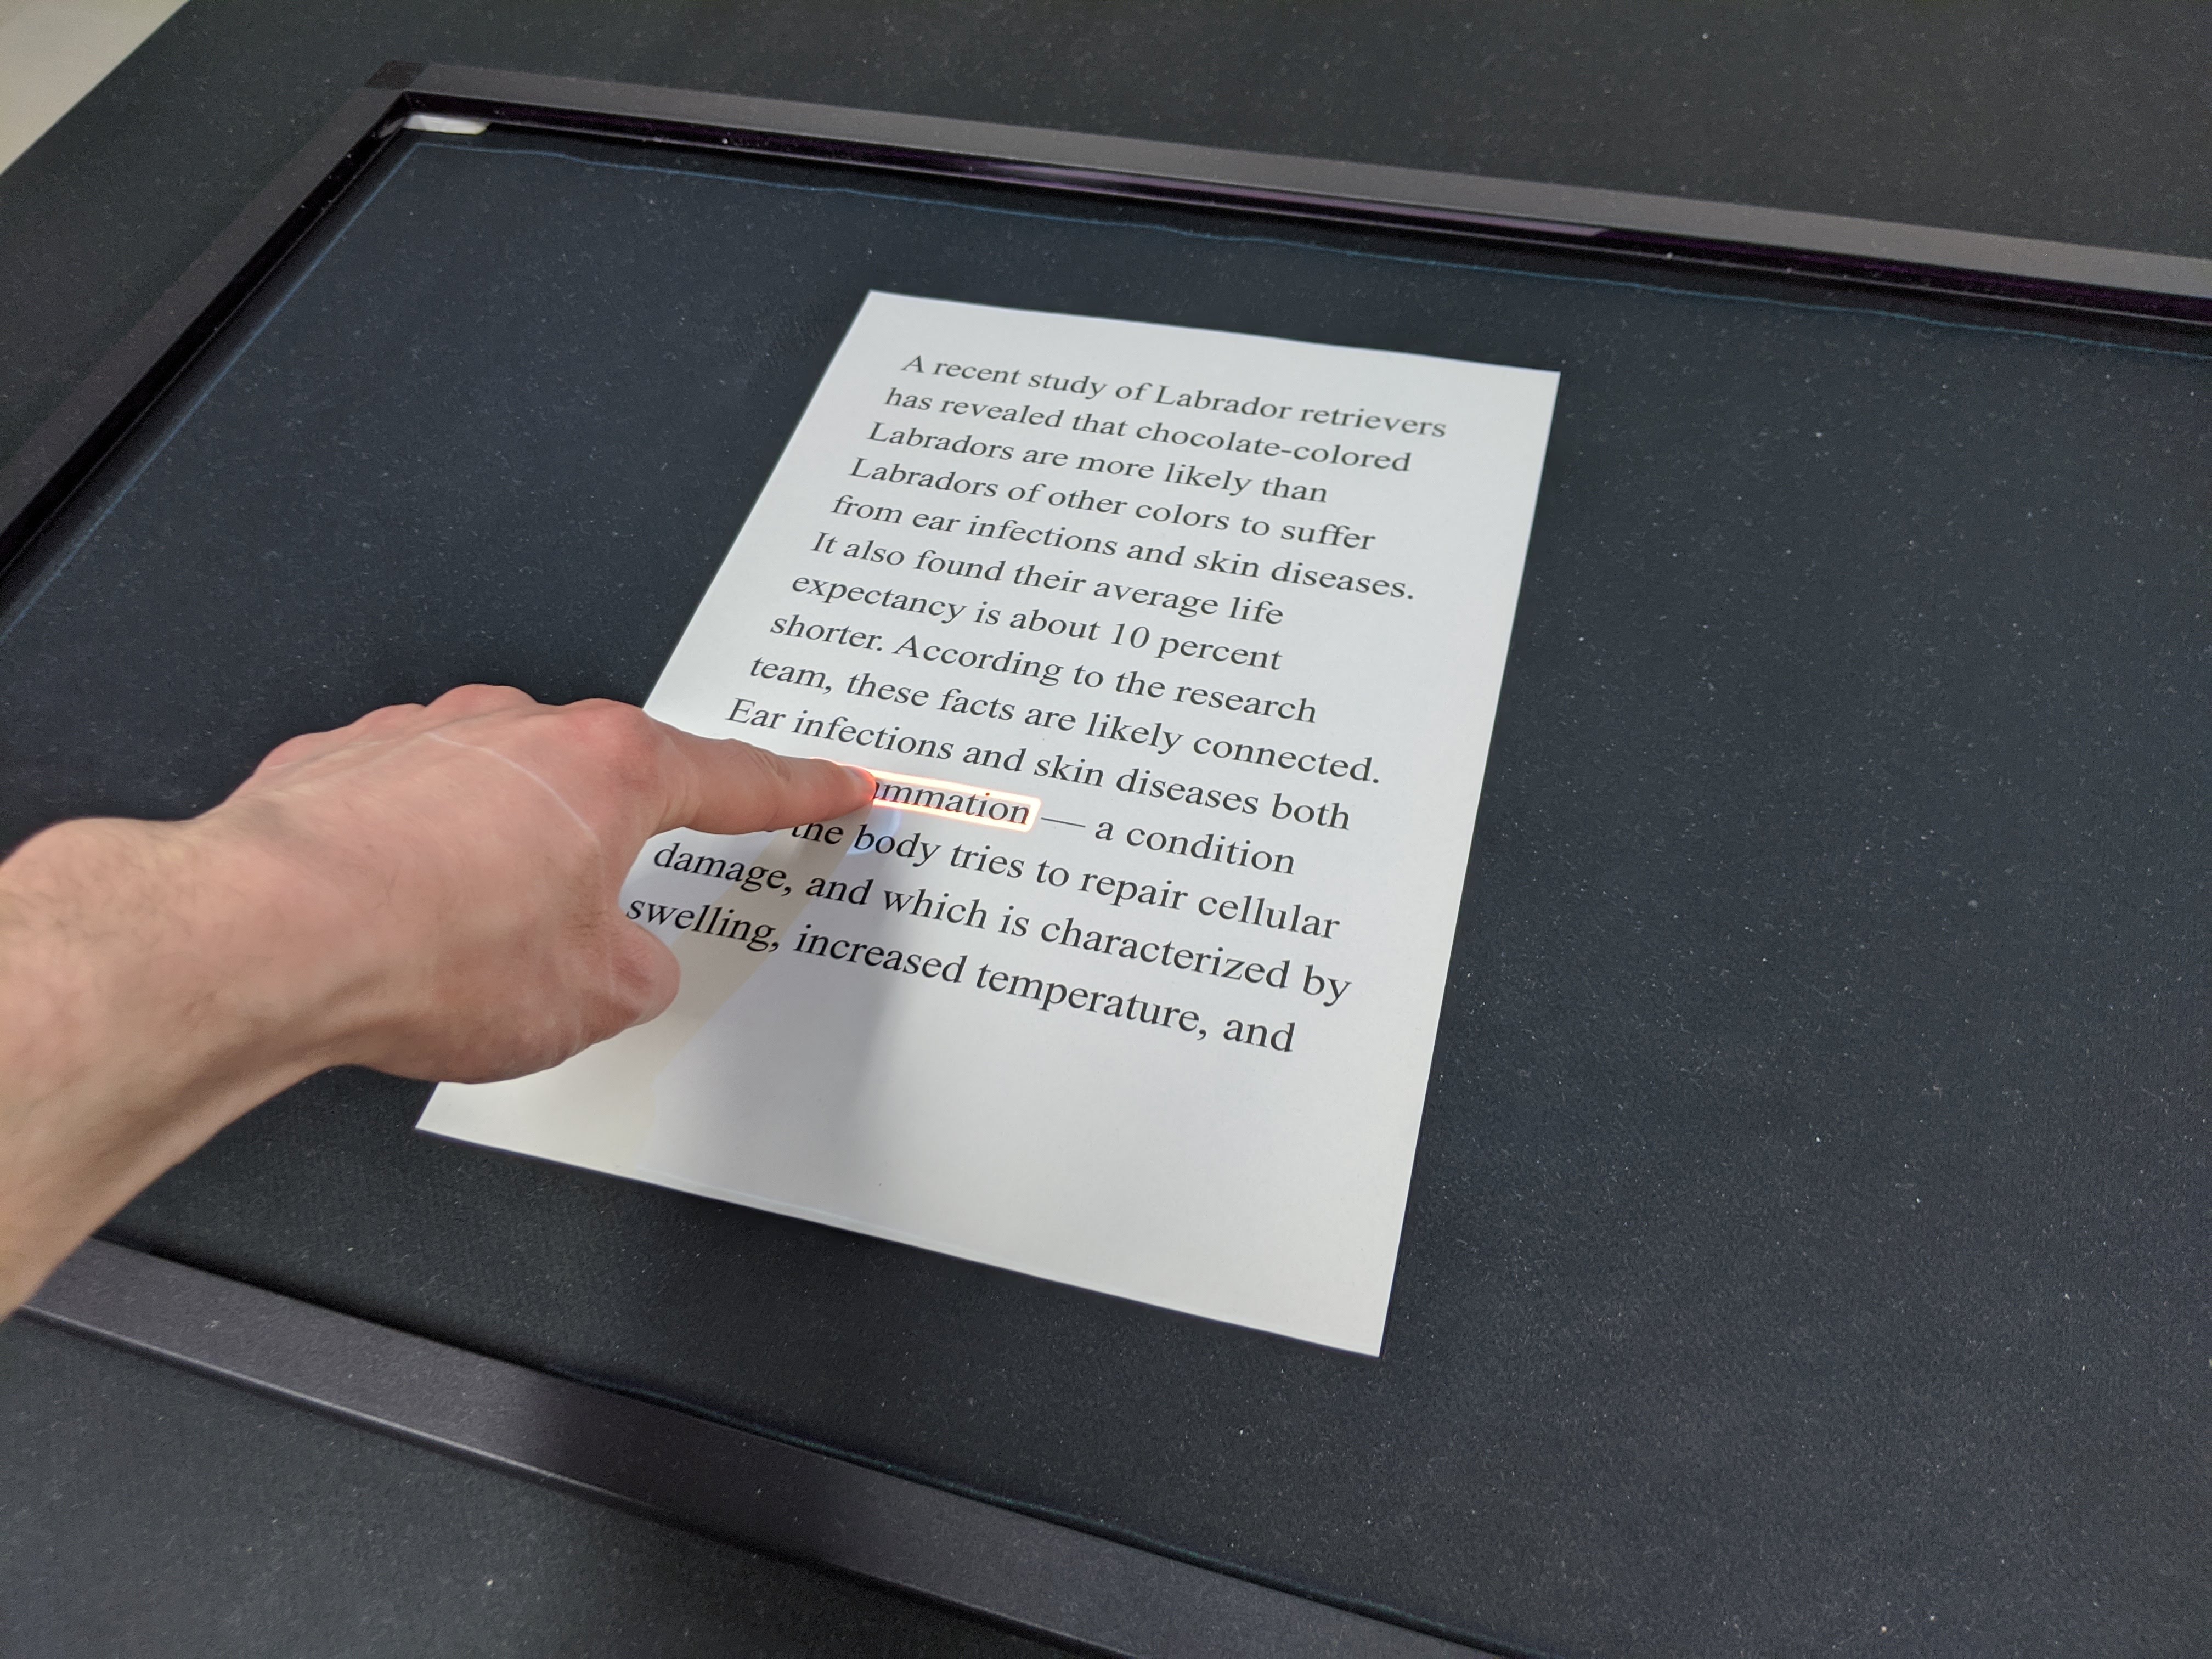 A recent study of Labrador retrievers
has revealed that chocolate-colored
Labradors are more likely than
Labradors of other colors to suffer
from ear infections and skin diseases.
It also found their average life
expectancy is about 10 percent
shorter. According to the research
team, these facts are likely connected.
Ear infections and skin diseases both
— a condition
the body tries to repair cellular
damage, and which is characterized by
swelling, increased temperature, and